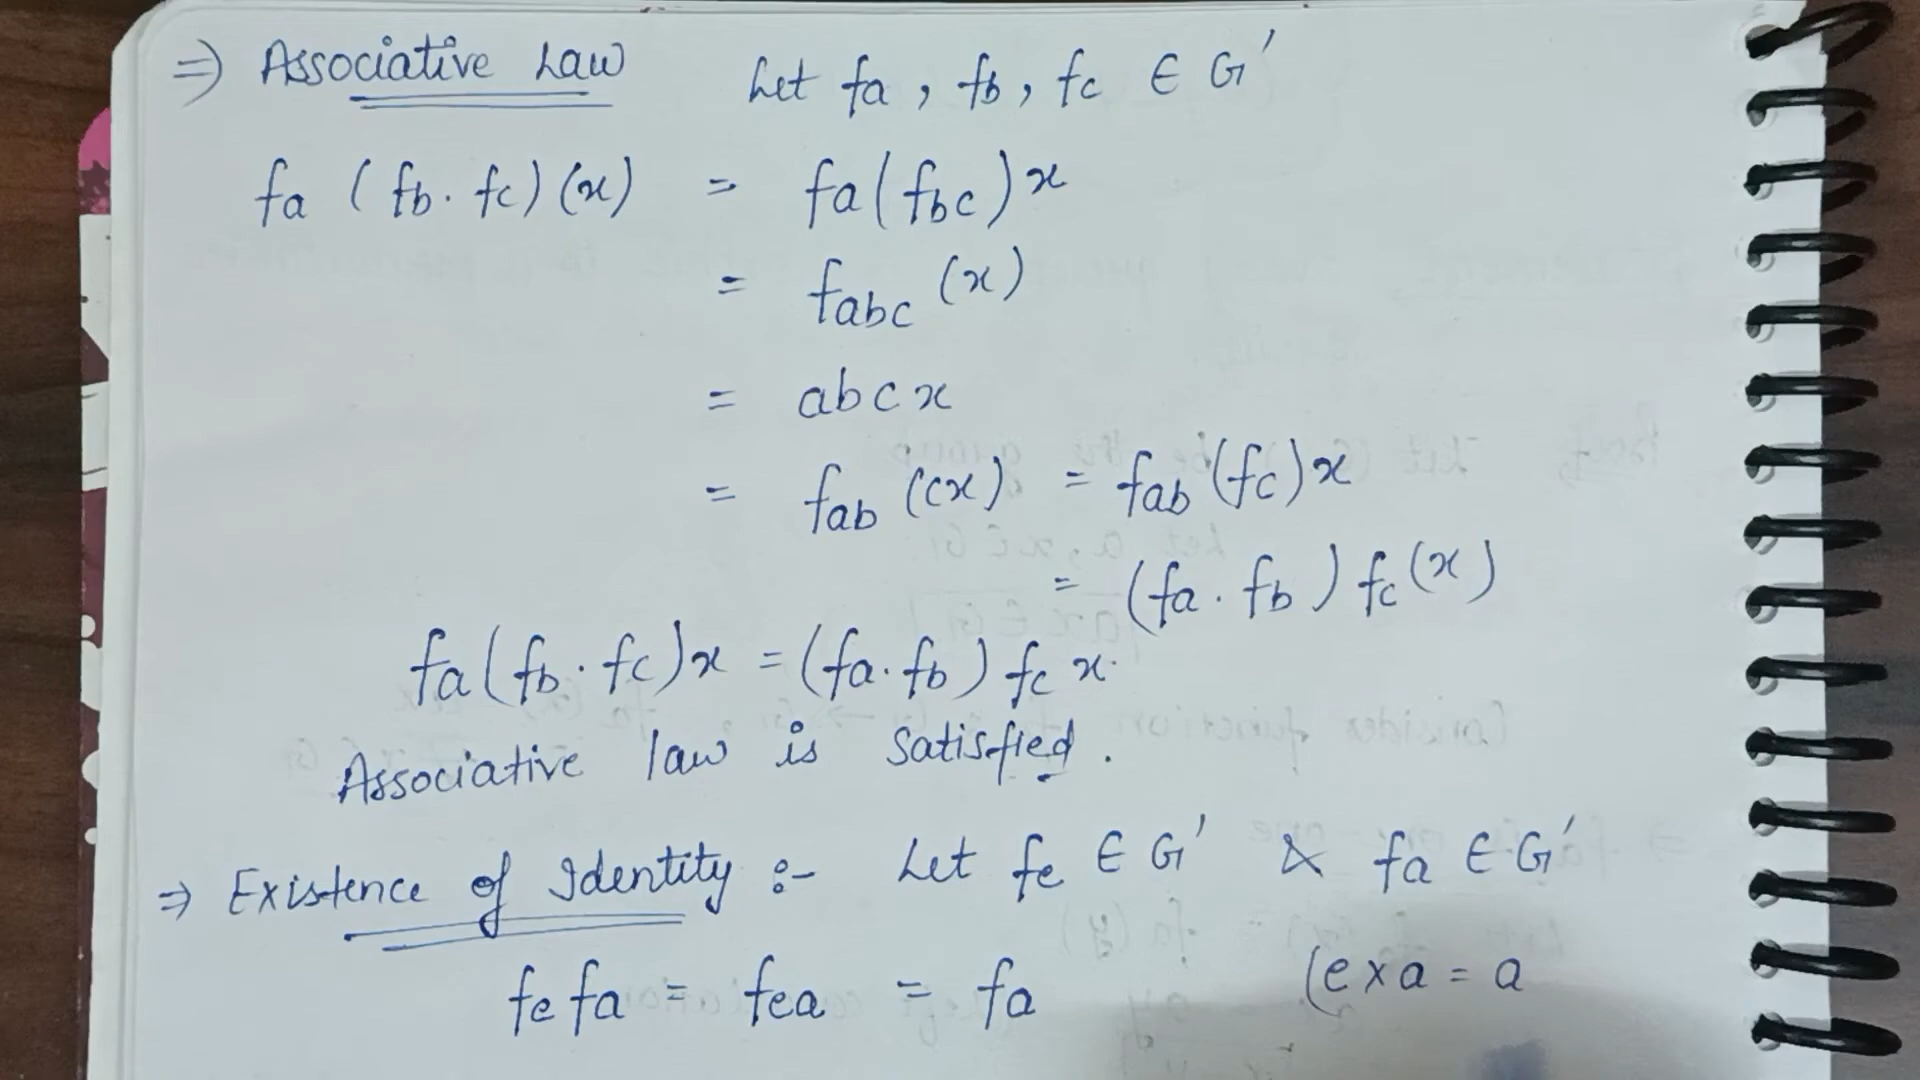 ⇒ Associative Law Let fa, fb, fc ∈ G'
fa (fb. fc) (x) = fa (fbc) x
= fabc (x)
= abcx
= fab (cx) = fab (fc) x
= (fa. fb) fc (x)
fa (fb. fc) x = (fa. fb) fc x.
Associative law is satisfied.
⇒ Existence of Identity :- Let fe ∈ G' & fa ∈ G'
fe fa = fea = fa (e x a = a